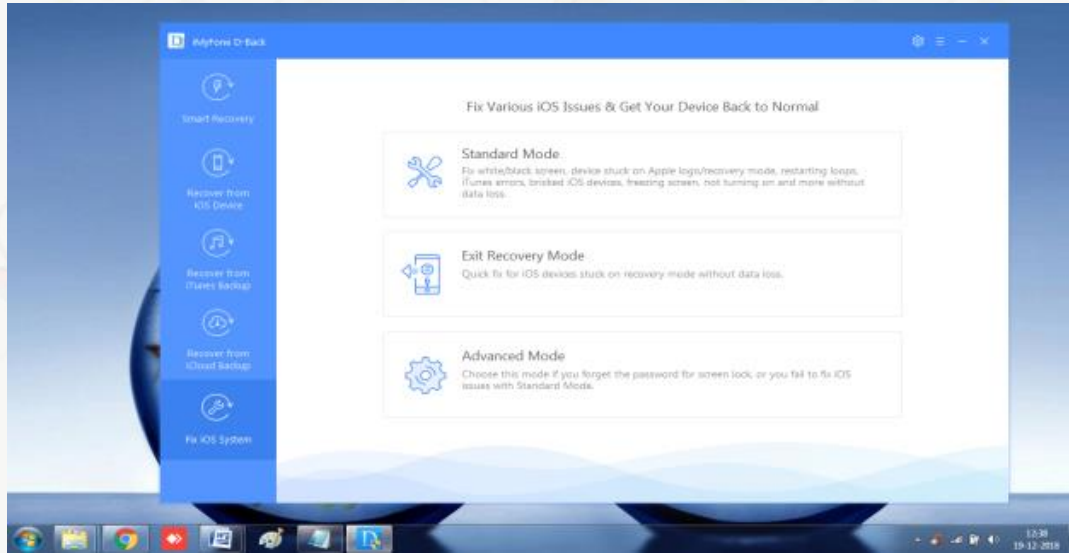 iMyFone D-Back
Smart Recovery
Recover from
iOS Device
Recover from
iTunes Backup
Recover from
iCloud Backup
Fix iOS System
Fix Various iOS Issues & Get Your Device Back to Normal
Standard Mode
Fix white/black screen, device stuck on Apple logo/recovery mode, restarting loops,
iTunes errors, bricked iOS devices, freezing screen, not turning on and more without
data loss.
Exit Recovery Mode
Quick fix for iOS devices stuck on recovery mode without data loss.
Advanced Mode
Choose this mode if you forget the password for screen lock, or you fail to fix iOS
issues with Standard Mode.
12:38
19-12-2018